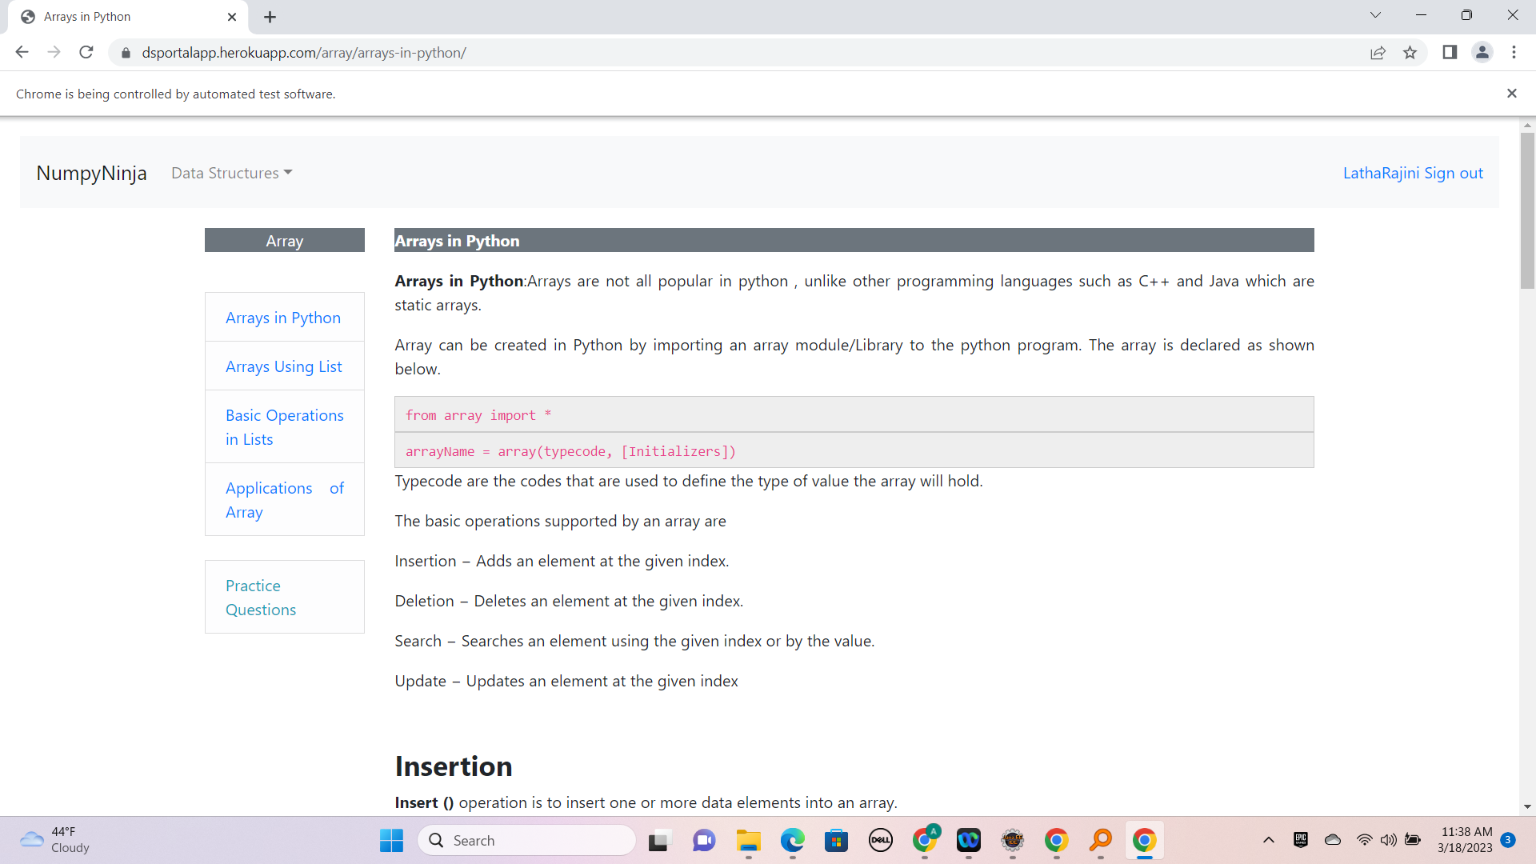 Arrays in Python
dsportalapp.herokuapp.com/array/arrays-in-python/
Chrome is being controlled by automated test software.
NumpyNinja
Data Structures
LathaRajini Sign out
Array
Arrays in Python
Arrays Using List
Basic Operations
in Lists
Applications of
Array
Practice
Questions
Arrays in Python
Arrays in Python:Arrays are not all popular in python , unlike other programming languages such as C++ and Java which are
static arrays.
Array can be created in Python by importing an array module/Library to the python program. The array is declared as shown
below.
from array import *
arrayName = array(typecode, [Initializers])
Typecode are the codes that are used to define the type of value the array will hold.
The basic operations supported by an array are
Insertion − Adds an element at the given index.
Deletion − Deletes an element at the given index.
Search − Searches an element using the given index or by the value.
Update − Updates an element at the given index
Insertion
Insert () operation is to insert one or more data elements into an array.
44°F
Cloudy
Search
DELL
A
EPIC
11:38 AM
3/18/2023
3